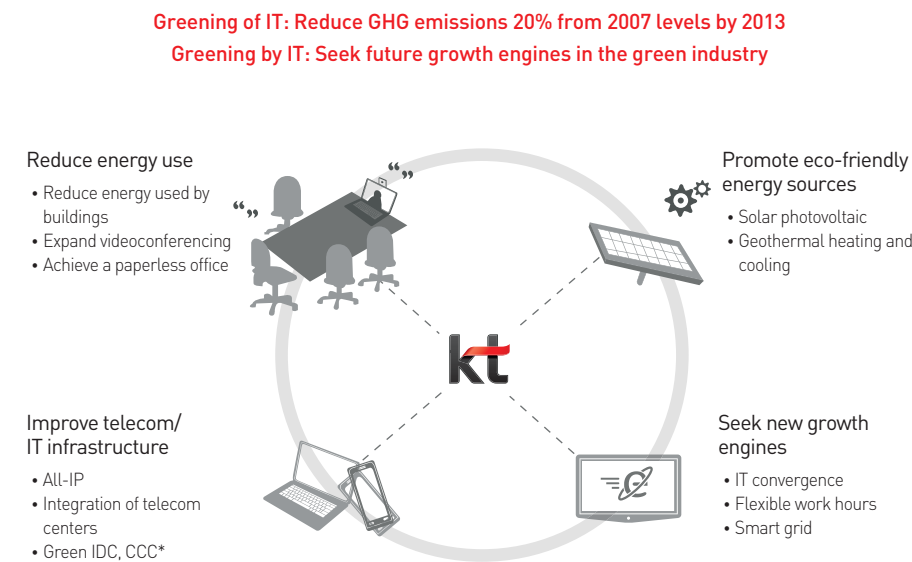 Greening of IT: Reduce GHG emissions 20% from 2007 levels by 2013
Greening by IT: Seek future growth engines in the green industry
Reduce energy use
• Reduce energy used by
buildings
• Expand videoconferencing
• Achieve a paperless office
Promote eco-friendly
energy sources
• Solar photovoltaic
• Geothermal heating and
cooling
kt
Improve telecom/
IT infrastructure
• All-IP
• Integration of telecom
centers
• Green IDC, CCC*
Seek new growth
engines
• IT convergence
• Flexible work hours
• Smart grid